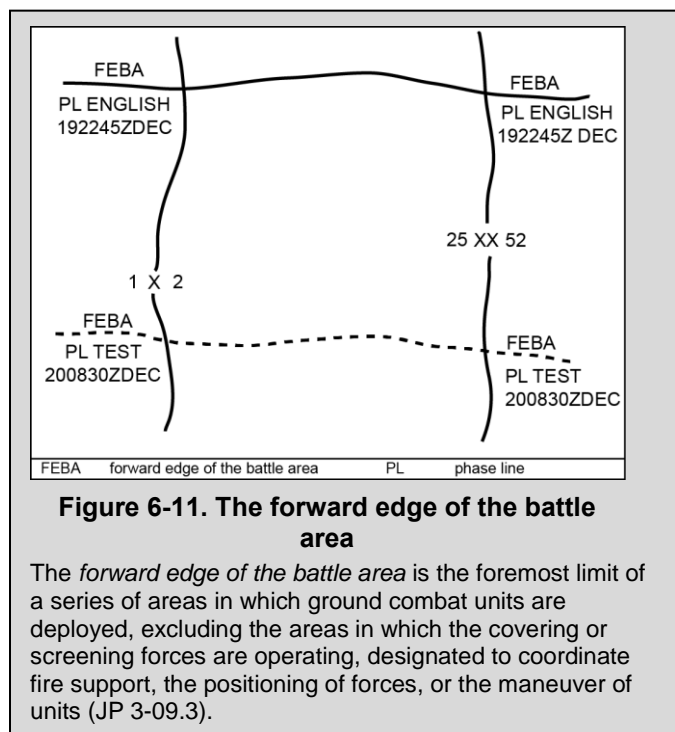 FEBA
FEBA
PL ENGLISH
192245ZDEC
PL ENGLISH
192245Z DEC
25 XX 52
1 X 2
FEBA
FEBA
PL TEST
200830ZDEC
PL TEST
200830ZDEC
FEBA forward edge of the battle area PL phase line
Figure 6-11. The forward edge of the battle
area
The forward edge of the battle area is the foremost limit of
a series of areas in which ground combat units are
deployed, excluding the areas in which the covering or
screening forces are operating, designated to coordinate
fire support, the positioning of forces, or the maneuver of
units (JP 3-09.3).